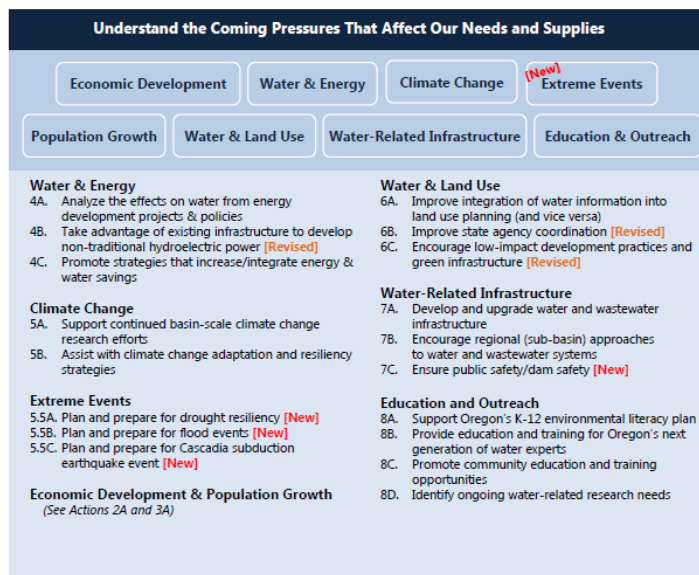 Understand the Coming Pressures That Affect Our Needs and Supplies
Economic Development
Water & Energy
Climate Change
[New]
Extreme Events
Population Growth
Water & Land Use
Water-Related Infrastructure
Education & Outreach
Water & Energy
4A. Analyze the effects on water from energy
development projects & policies
4B. Take advantage of existing infrastructure to develop
non-traditional hydroelectric power [Revised]
4C. Promote strategies that increase/integrate energy &
water savings
Climate Change
5A. Support continued basin-scale climate change
research efforts
5B. Assist with climate change adaptation and resiliency
strategies
Extreme Events
5.5A. Plan and prepare for drought resiliency [New]
5.5B. Plan and prepare for flood events [New]
5.5C. Plan and prepare for Cascadia subduction
earthquake event [New]
Economic Development & Population Growth
(See Actions 2A and 3A)
Water & Land Use
6A. Improve integration of water information into
land use planning (and vice versa)
6B. Improve state agency coordination [Revised]
6C. Encourage low-impact development practices and
green infrastructure [Revised]
Water-Related Infrastructure
7A. Develop and upgrade water and wastewater
infrastructure
7B. Encourage regional (sub-basin) approaches
to water and wastewater systems
7C. Ensure public safety/dam safety [New]
Education and Outreach
8A. Support Oregon's K-12 environmental literacy plan
8B. Provide education and training for Oregon's next
generation of water experts
8C. Promote community education and training
opportunities
8D. Identify ongoing water-related research needs